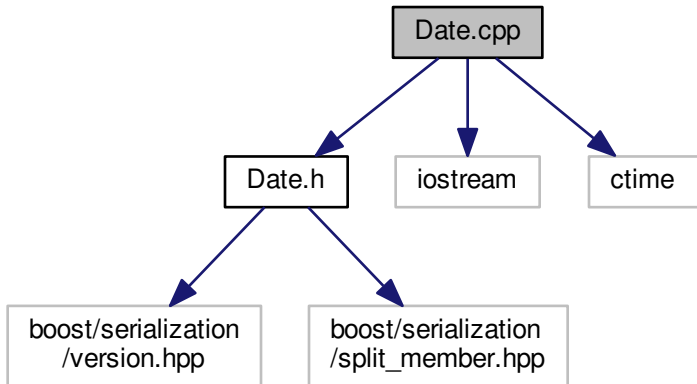 Date.cpp
Date.h
iostream
ctime
boost/serialization
/version.hpp
boost/serialization
/split_member.hpp